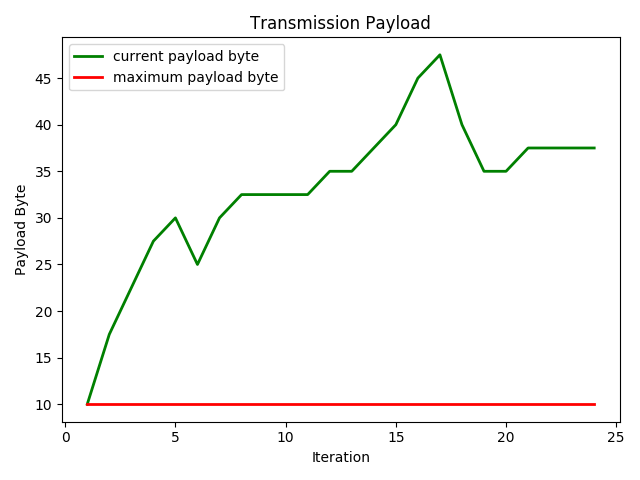 Transmission Payload
current payload byte
maximum payload byte
45
40
35
30
25
20
15
10
Payload Byte
0 5 10 15 20 25
Iteration